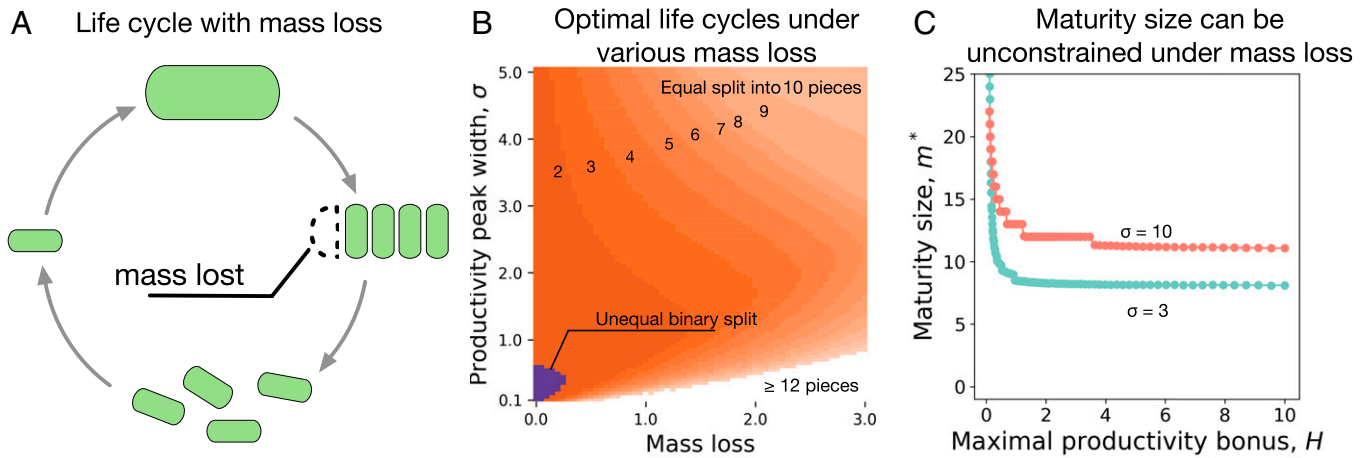 A
Life cycle with mass loss
mass lost
B
Optimal life cycles under
various mass loss
Productivity peak width, σ
5.0
4.0
3.0
2.0
1.0
0.1
Equal split into 10 pieces
2
3
4
5
6
7
8
9
Unequal binary split
≥ 12 pieces
0.0
1.0
2.0
3.0
Mass loss
C
Maturity size can be
unconstrained under mass loss
Maturity size, m*
25
20
15
10
5
0
σ = 10
σ = 3
0
2
4
6
8
10
Maximal productivity bonus, H